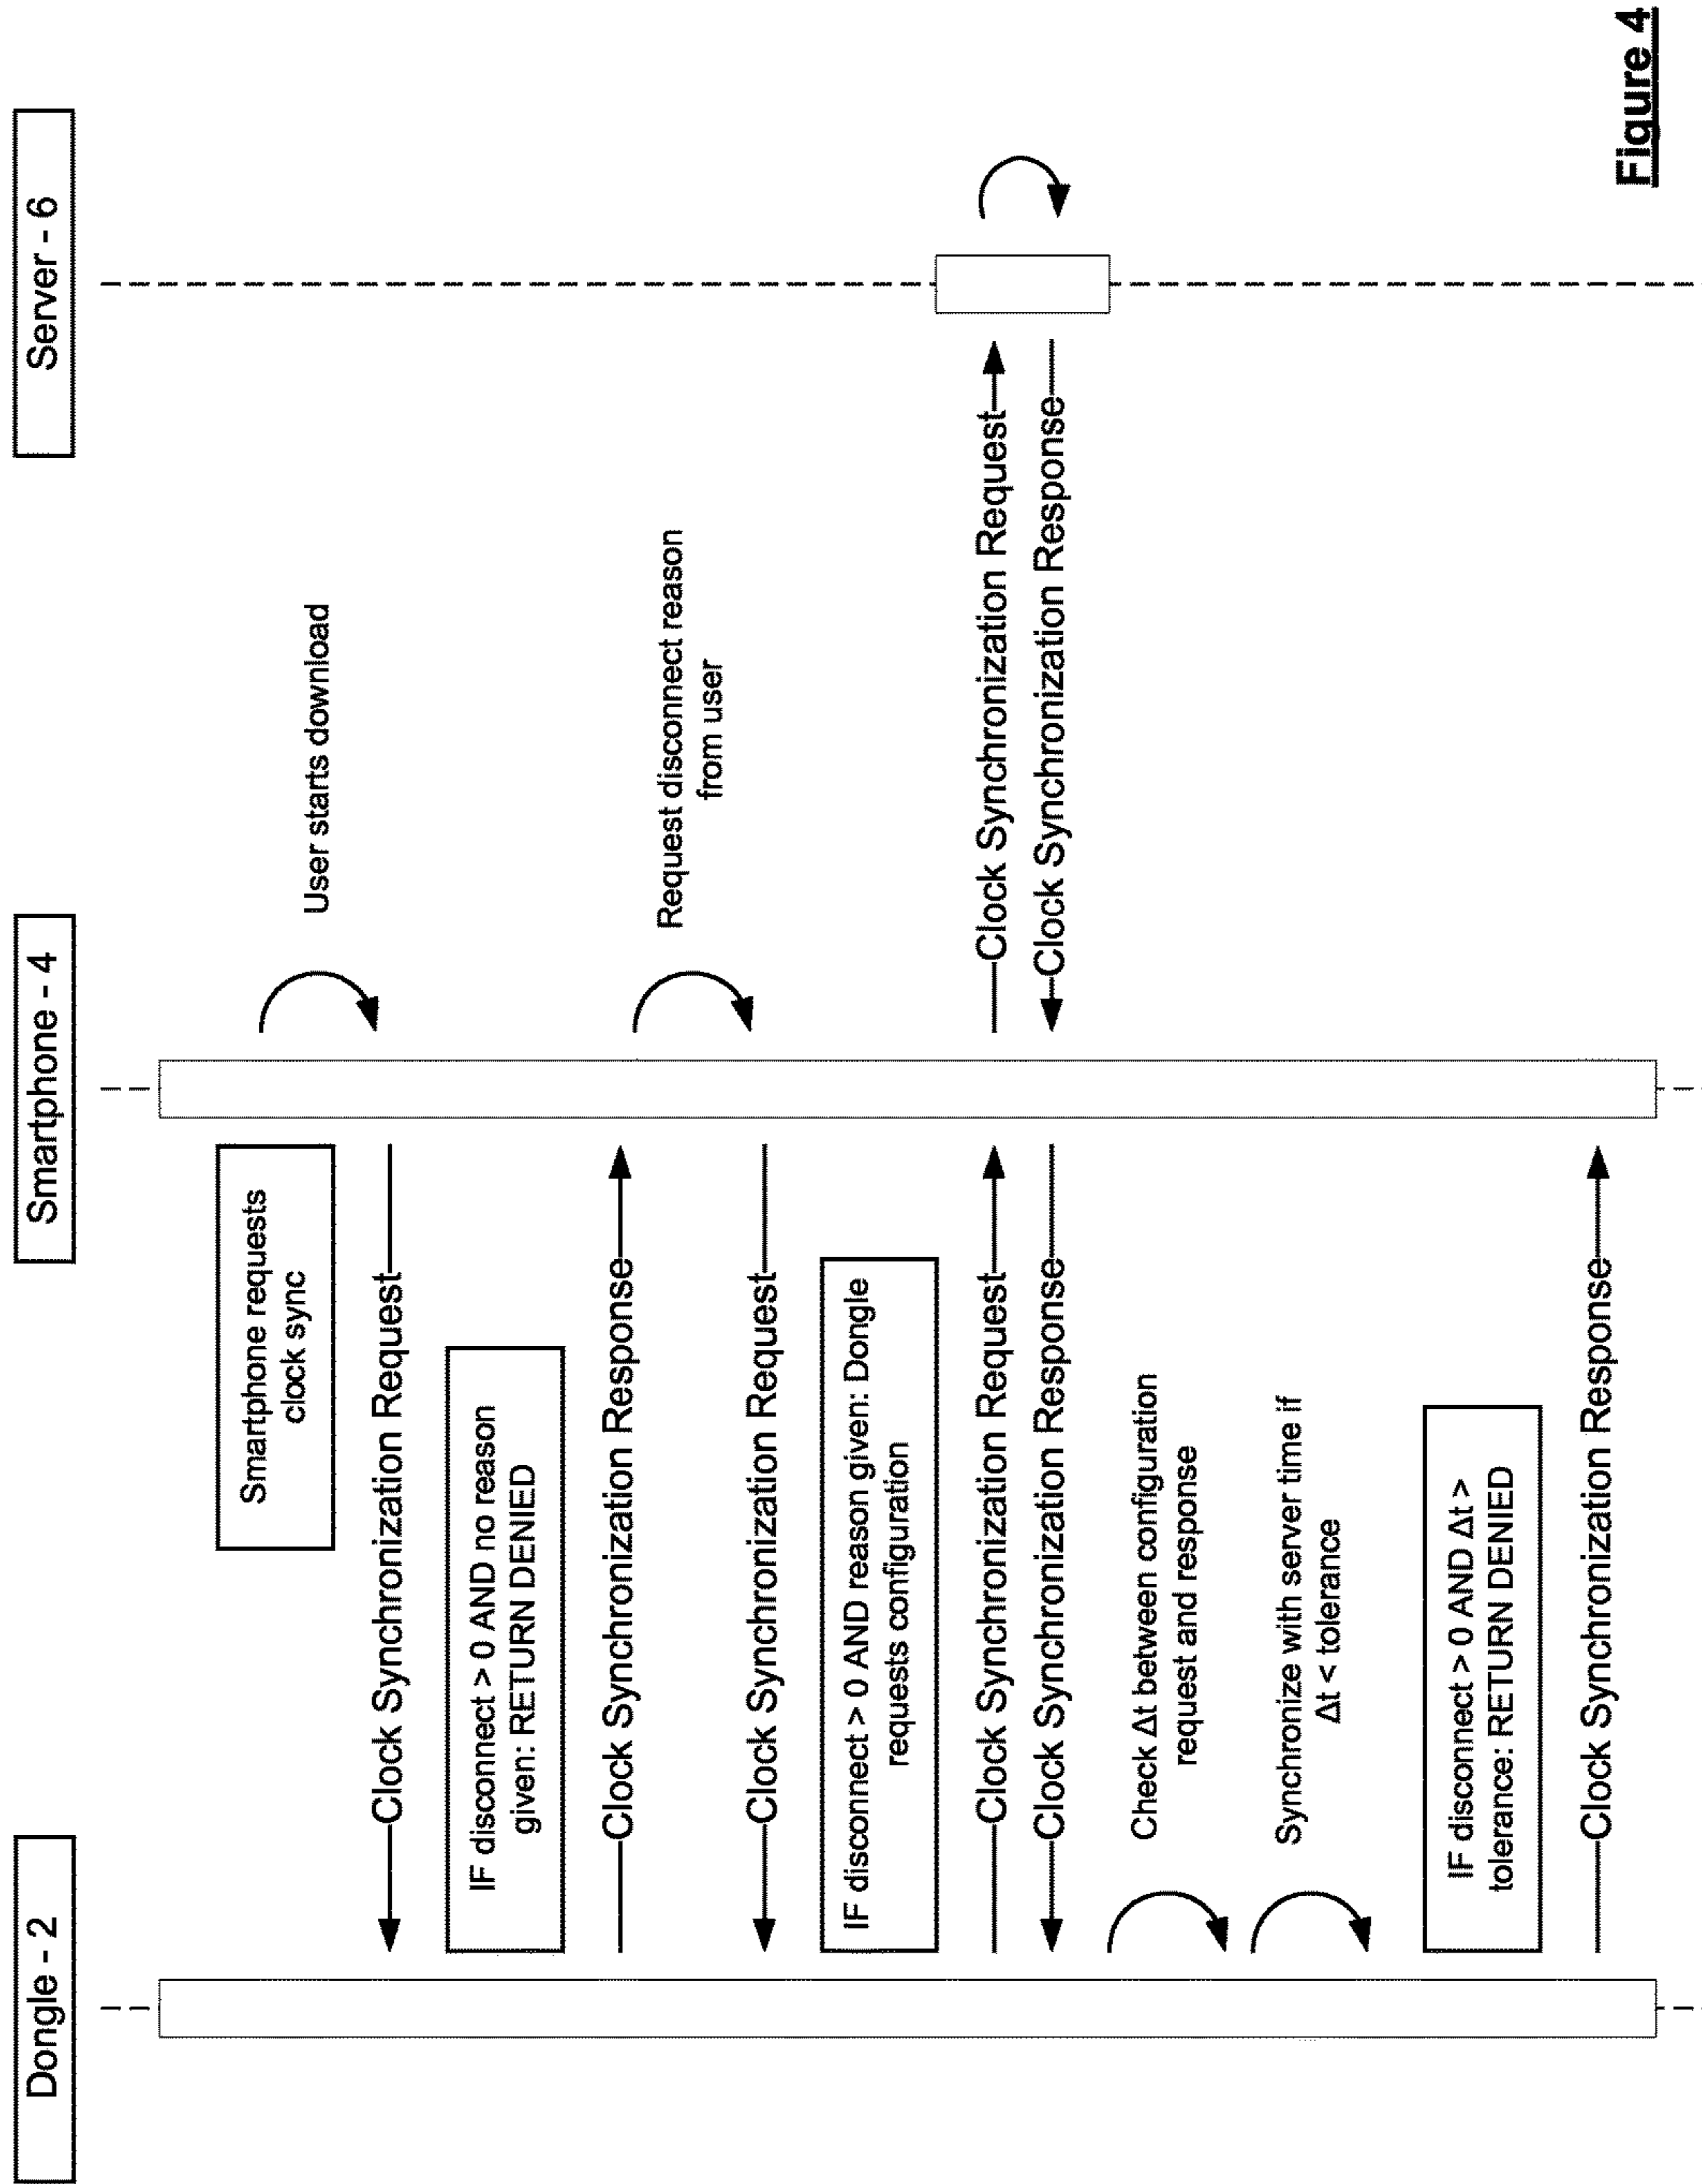 Dongle - 2
Smartphone - 4
Server - 6
Smartphone requests
clock sync
User starts download
Clock Synchronization Request
IF disconnect > 0 AND no reason
given: RETURN DENIED
Clock Synchronization Response
Request disconnect reason
from user
Clock Synchronization Request
IF disconnect > 0 AND reason given: Dongle
requests configuration
Clock Synchronization Request
Clock Synchronization Request
Clock Synchronization Response
Clock Synchronization Response
Check Δt between configuration
request and response
Synchronize with server time if
Δt < tolerance
IF disconnect > 0 AND Δt >
tolerance: RETURN DENIED
Clock Synchronization Response
Figure 4